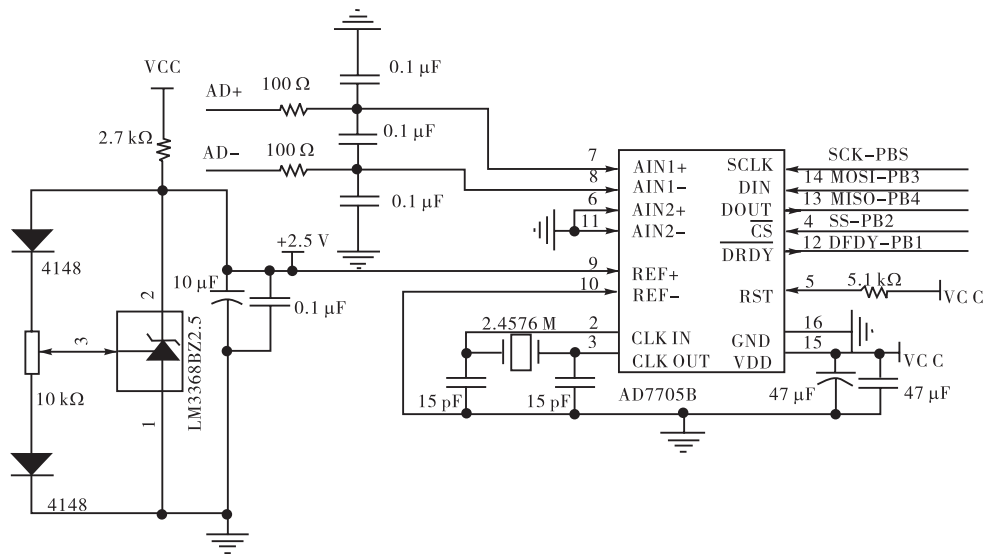 0.1 μF
VCC
AD+
100 Ω
2.7 kΩ
0.1 μF
AD−
100 Ω
0.1 μF
7
8
6
11
9
10
2
3
AIN1+
AIN1−
AIN2+
AIN2−
REF+
REF−
CLK IN
CLK OUT
SCLK
DIN
DOUT
CS
DRDY
RST
GND
VDD
SCK−PBS
14 MOSI−PB3
13 MISO−PB4
4 SS−PB2
12 DFDY−PB1
5
5.1 kΩ
VCC
16
15
VCC
AD7705B
47 μF
47 μF
+2.5 V
10 μF
0.1 μF
2.4576 M
15 pF
15 pF
4148
2
3
1
LM3368BZ2.5
10 kΩ
4148